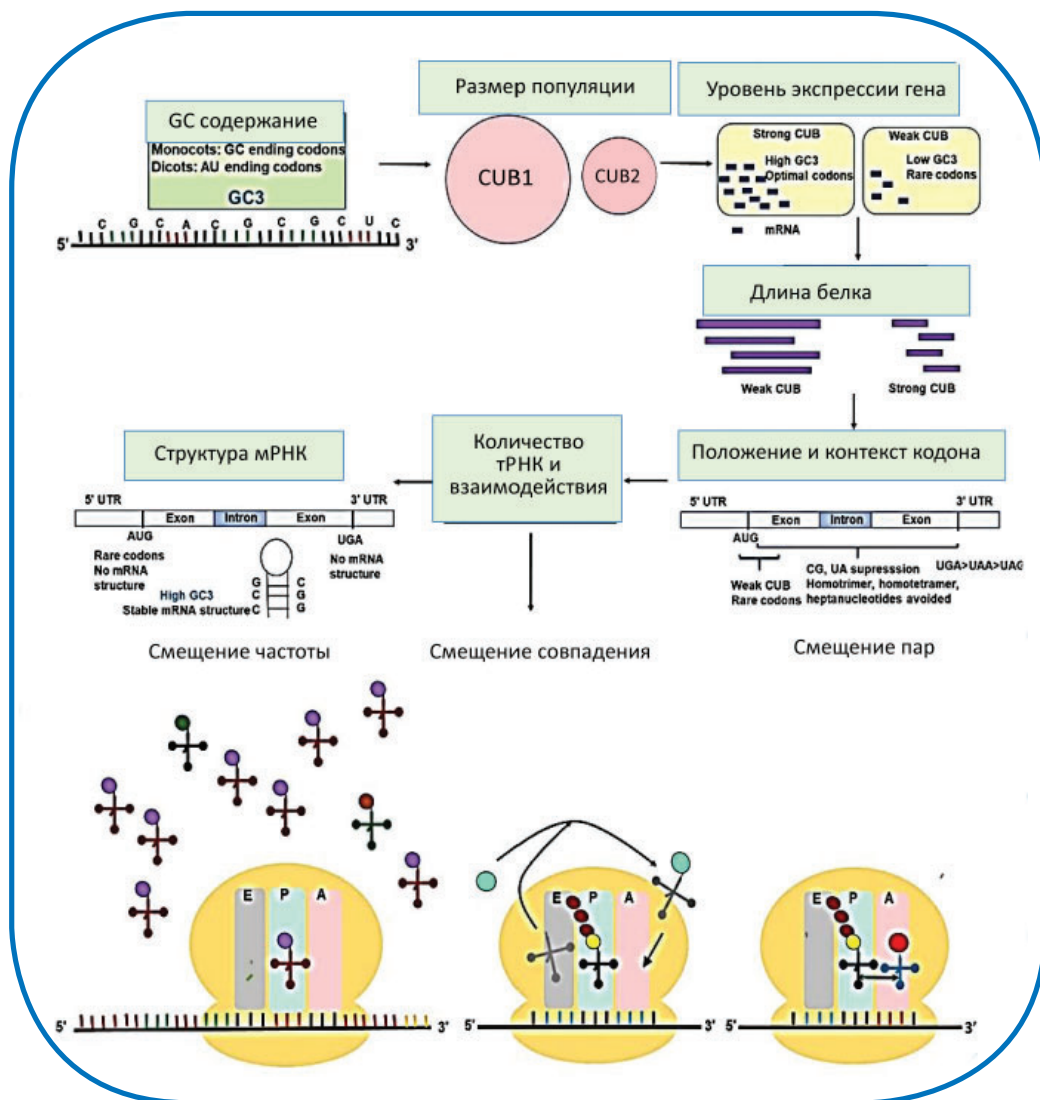 GC содержание
Monocots: GC ending codons
Dicots: AU ending codons
GC3
C G C A C G C G C U C
5' 3'
Размер популяции
CUB1
CUB2
Уровень экспрессии гена
Strong CUB
High GC3
Optimal codons
Weak CUB
Low GC3
Rare codons
mRNA
Длина белка
Weak CUB
Strong CUB
Структура мРНК
5' UTR 3' UTR
Exon Intron Exon
AUG UGA
Rare codons
No mRNA
structure
No mRNA
structure
High GC3
Stable mRNA structure
G C
C G
C G
Количество
тРНК и
взаимодействия
Положение и контекст кодона
5' UTR 3' UTR
Exon Intron Exon
AUG
Weak CUB
Rare codons
CG, UA supresssion
Homotrimer, homotetramer,
heptanucleotides avoided
UGA>UAA>UAG
Смещение частоты
Смещение совпадения
Смещение пар
E P A
5' 3'
E P A
5' 3'
E P A
5' 3'